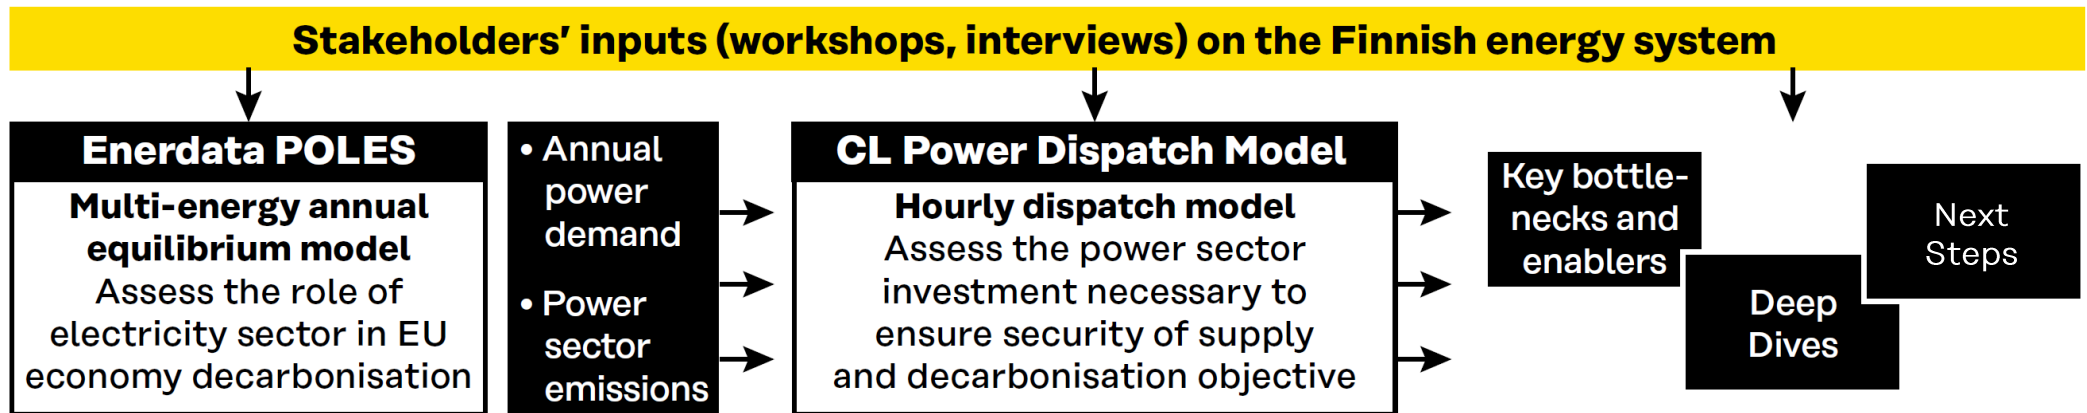 Stakeholders’ inputs (workshops, interviews) on the Finnish energy system
Enerdata POLES
Multi-energy annual
equilibrium model
Assess the role of
electricity sector in EU
economy decarbonisation
• Annual
power
demand
• Power
sector
emissions
CL Power Dispatch Model
Hourly dispatch model
Assess the power sector
investment necessary to
ensure security of supply
and decarbonisation objective
Key bottle-
necks and
enablers
Deep
Dives
Next
Steps